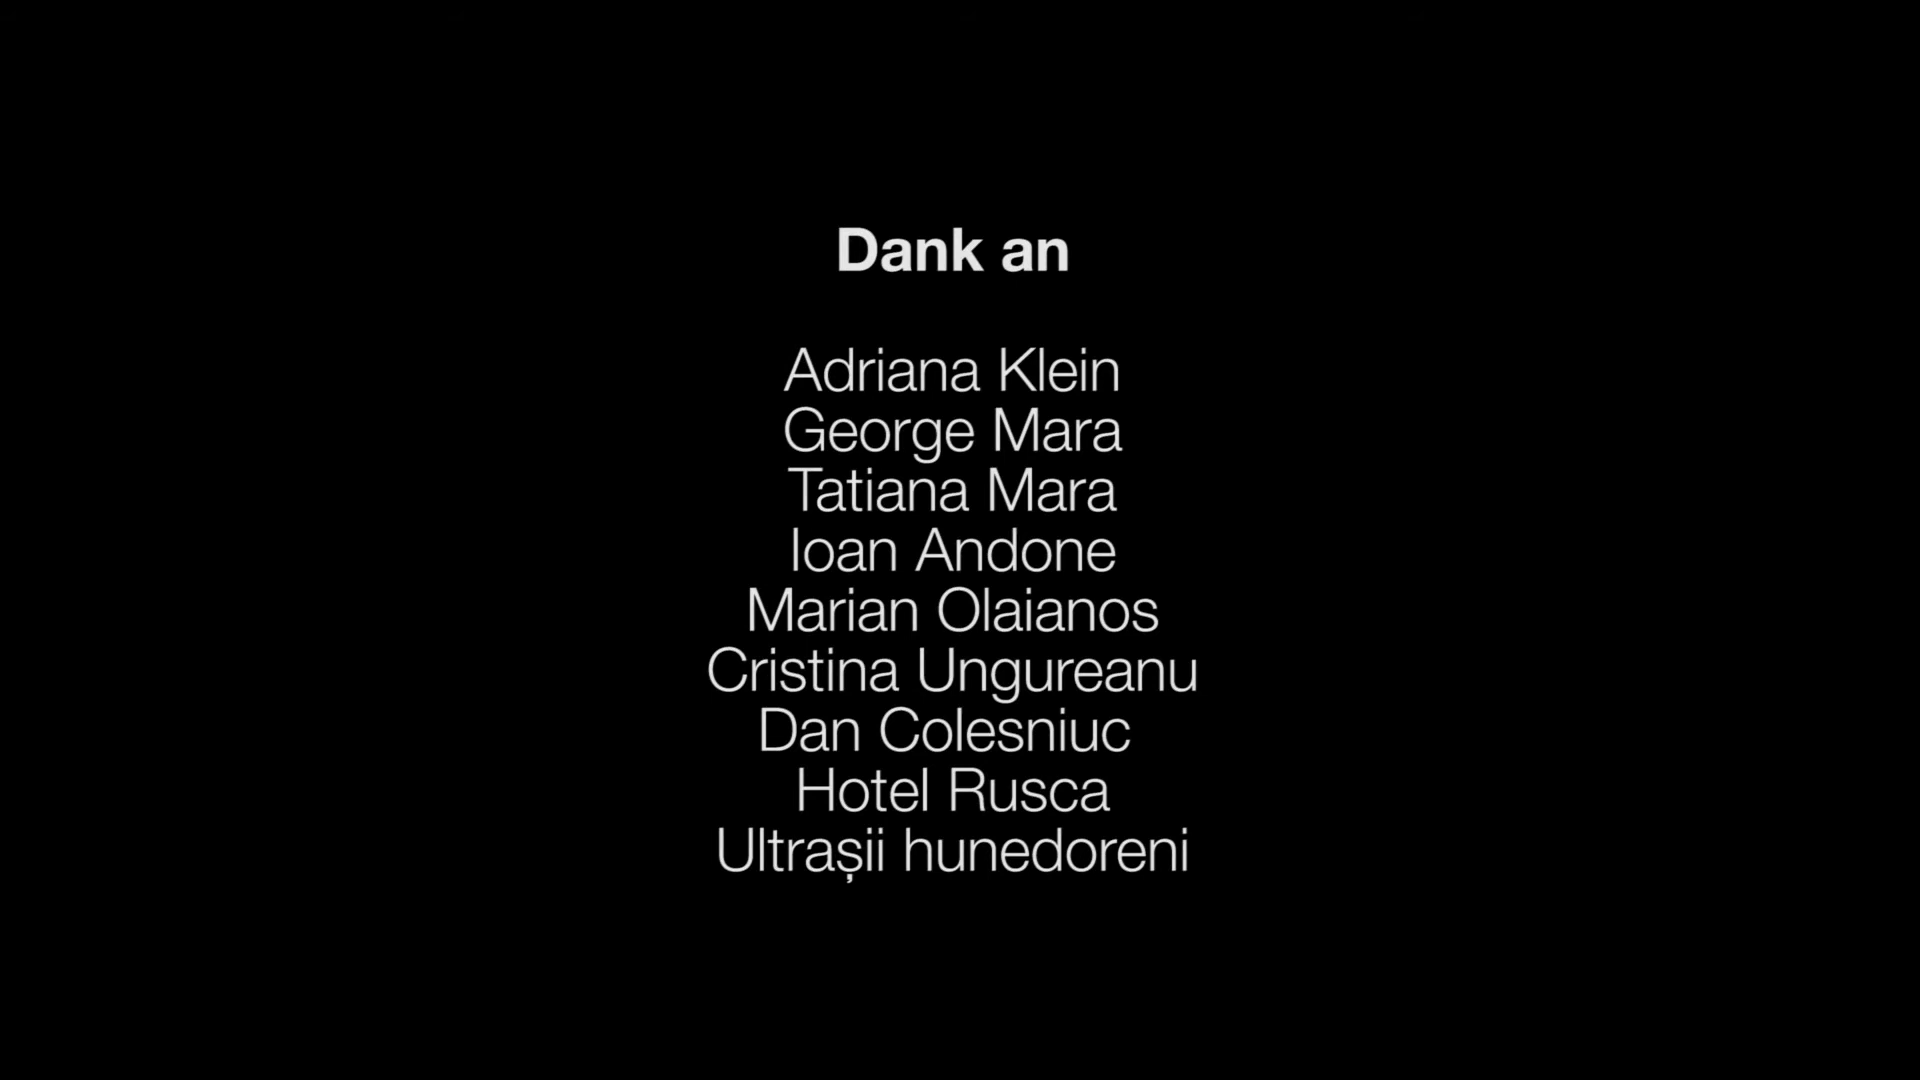 Dank an
Adriana Klein
George Mara
Tatiana Mara
Ioan Andone
Marian Olaianos
Cristina Ungureanu
Dan Colesniuc
Hotel Rusca
Ultrașii hunedoreni